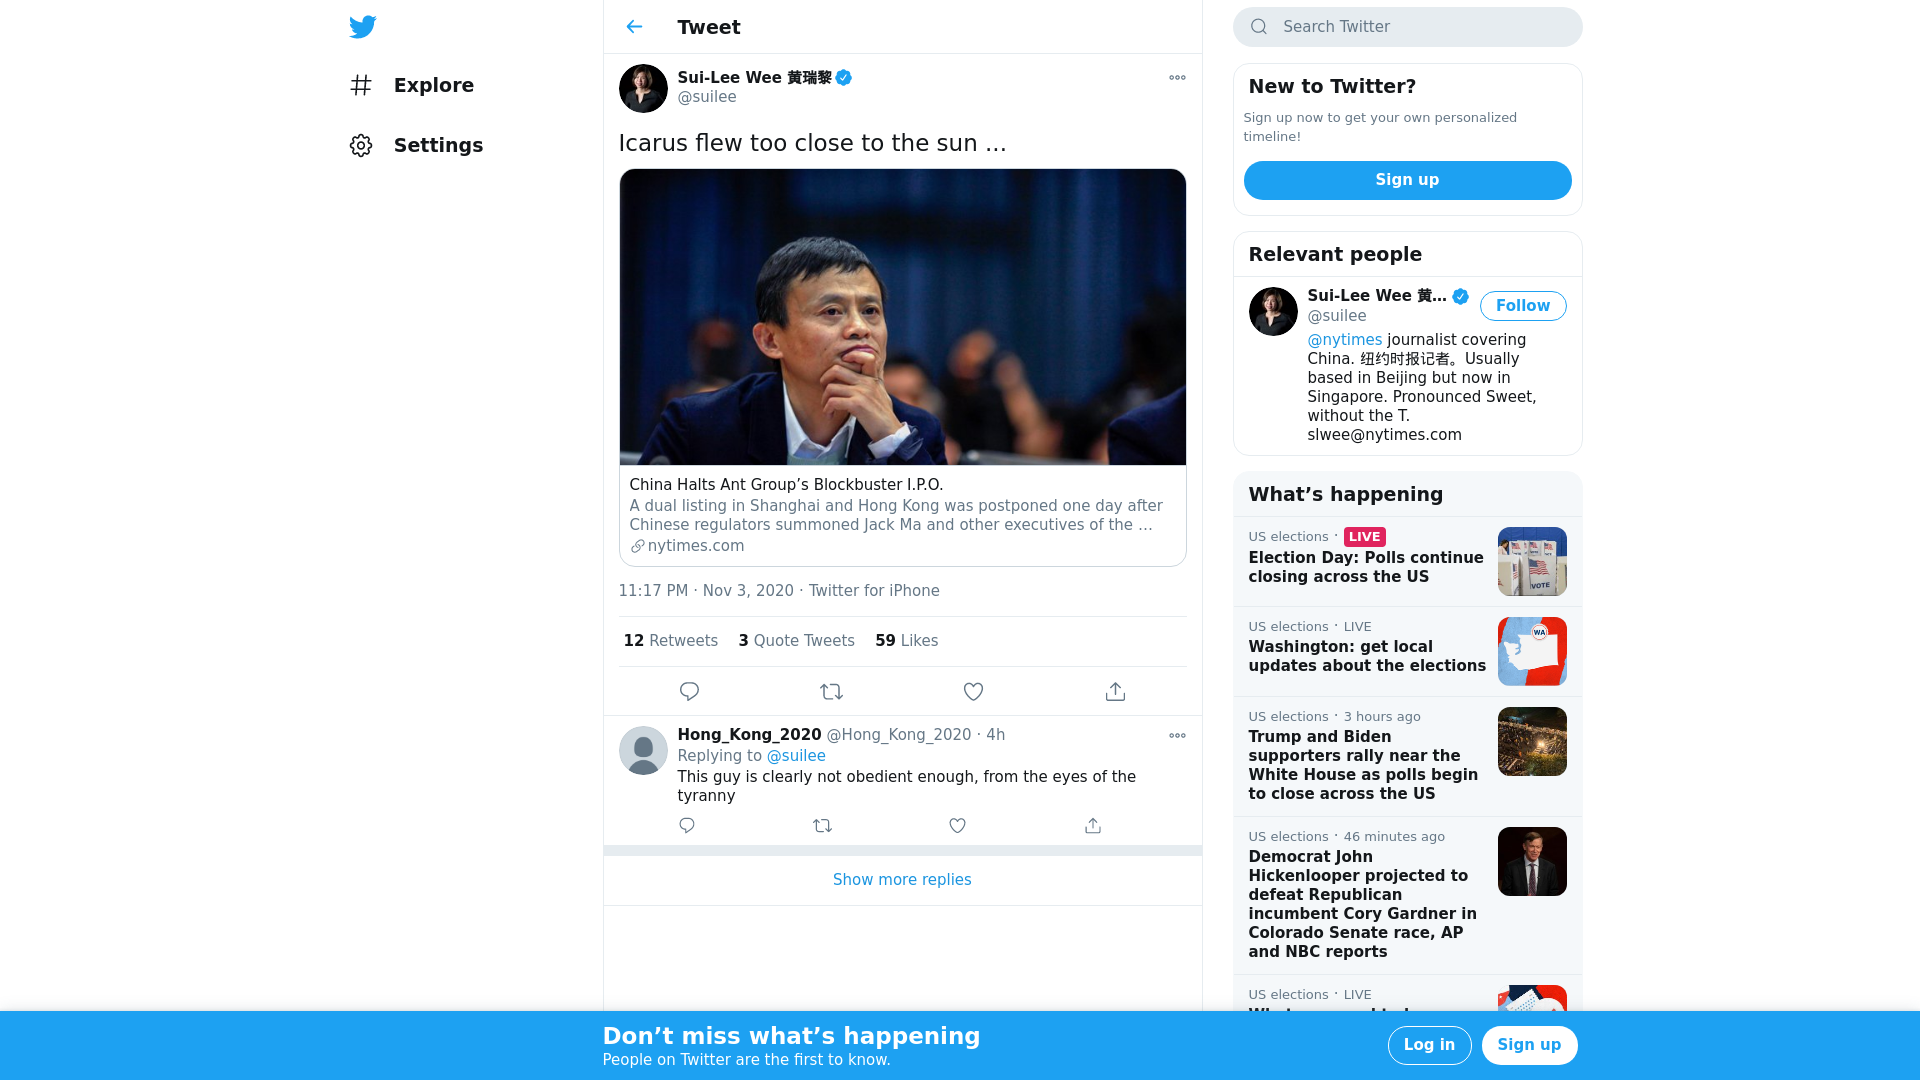 Explore
Settings
Tweet
Sui-Lee Wee 黄瑞黎
@suilee
Icarus flew too close to the sun ...
China Halts Ant Group’s Blockbuster I.P.O.
A dual listing in Shanghai and Hong Kong was postponed one day after
Chinese regulators summoned Jack Ma and other executives of the ...
nytimes.com
11:17 PM · Nov 3, 2020 · Twitter for iPhone
12 Retweets 3 Quote Tweets 59 Likes
Hong_Kong_2020 @Hong_Kong_2020 · 4h
Replying to @suilee
This guy is clearly not obedient enough, from the eyes of the
tyranny
Show more replies
Search Twitter
New to Twitter?
Sign up now to get your own personalized
timeline!
Sign up
Relevant people
Sui-Lee Wee 黄...
@suilee
Follow
@nytimes journalist covering
China. 纽约时报记者。Usually
based in Beijing but now in
Singapore. Pronounced Sweet,
without the T.
slwee@nytimes.com
What’s happening
US elections · LIVE
Election Day: Polls continue
closing across the US
VOTE
US elections · LIVE
Washington: get local
updates about the elections
WA
US elections · 3 hours ago
Trump and Biden
supporters rally near the
White House as polls begin
to close across the US
US elections · 46 minutes ago
Democrat John
Hickenlooper projected to
defeat Republican
incumbent Cory Gardner in
Colorado Senate race, AP
and NBC reports
US elections · LIVE
Don’t miss what’s happening
People on Twitter are the first to know.
Log in
Sign up